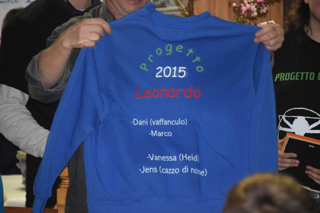 Progetto
2015
Leonardo
-Dani (vaffanculo)
-Marco
-Vanessa (Heidi)
-Jens (cazzo di nome)
PROGETTO